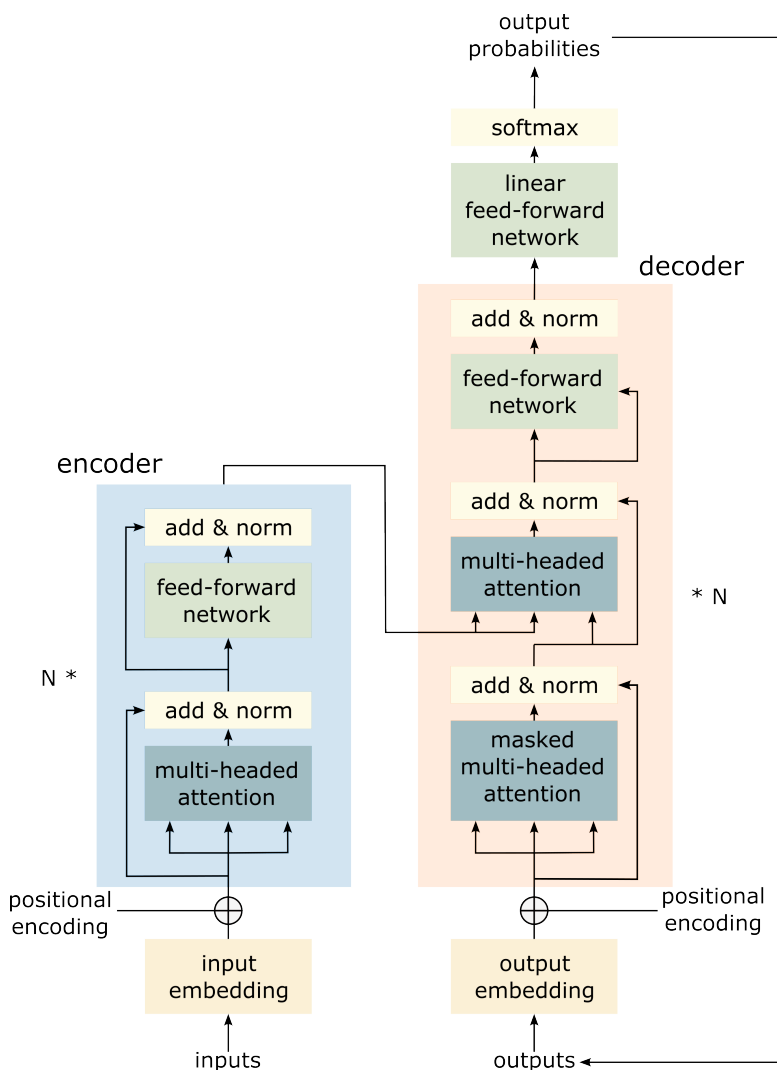 output
probabilities
softmax
linear
feed-forward
network
decoder
add & norm
feed-forward
network
add & norm
multi-headed
attention
* N
add & norm
masked
multi-headed
attention
positional
encoding
output
embedding
outputs
encoder
add & norm
feed-forward
network
N *
add & norm
multi-headed
attention
positional
encoding
input
embedding
inputs